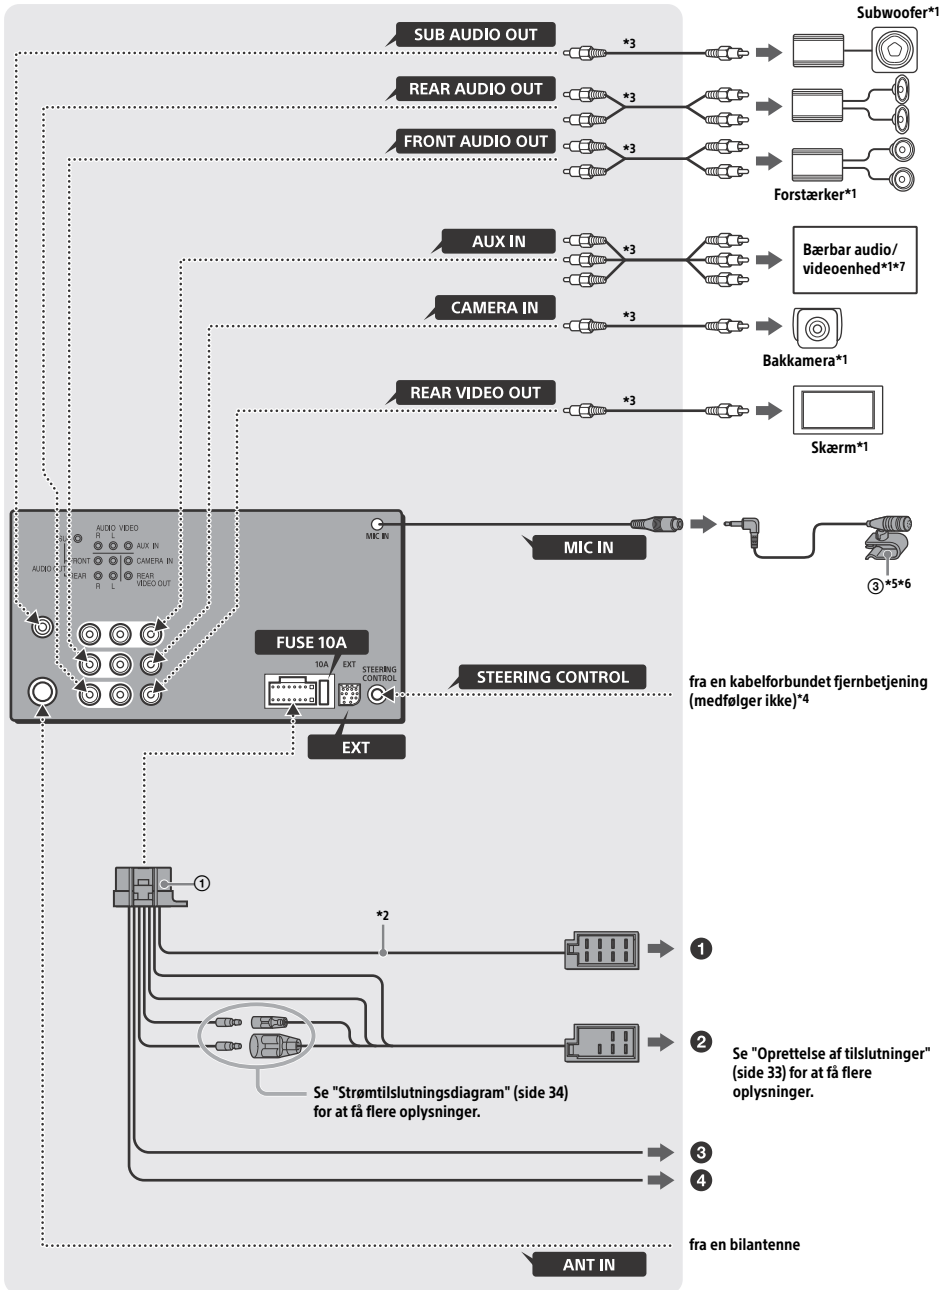 Subwoofer*1
SUB AUDIO OUT
*3
REAR AUDIO OUT
*3
FRONT AUDIO OUT
*3
Forstærker*1
AUX IN
*3
Bærbar audio/
videoenhed*1*7
CAMERA IN
*3
Bakkamera*1
REAR VIDEO OUT
*3
Skærm*1
AUDIO VIDEO
R L
AUX IN
CAMERA IN
REAR
VIDEO OUT
R L
MIC IN
MIC IN
③*5*6
FUSE 10A
10A EXT
STEERING
CONTROL
STEERING CONTROL
fra en kabelforbundet fjernbetjening
(medfølger ikke)*4
EXT
①
*2
❶
❷
Se "Oprettelse af tilslutninger"
(side 33) for at få flere
oplysninger.
Se "Strømtilslutningsdiagram" (side 34)
for at få flere oplysninger.
❸
❹
fra en bilantenne
ANT IN